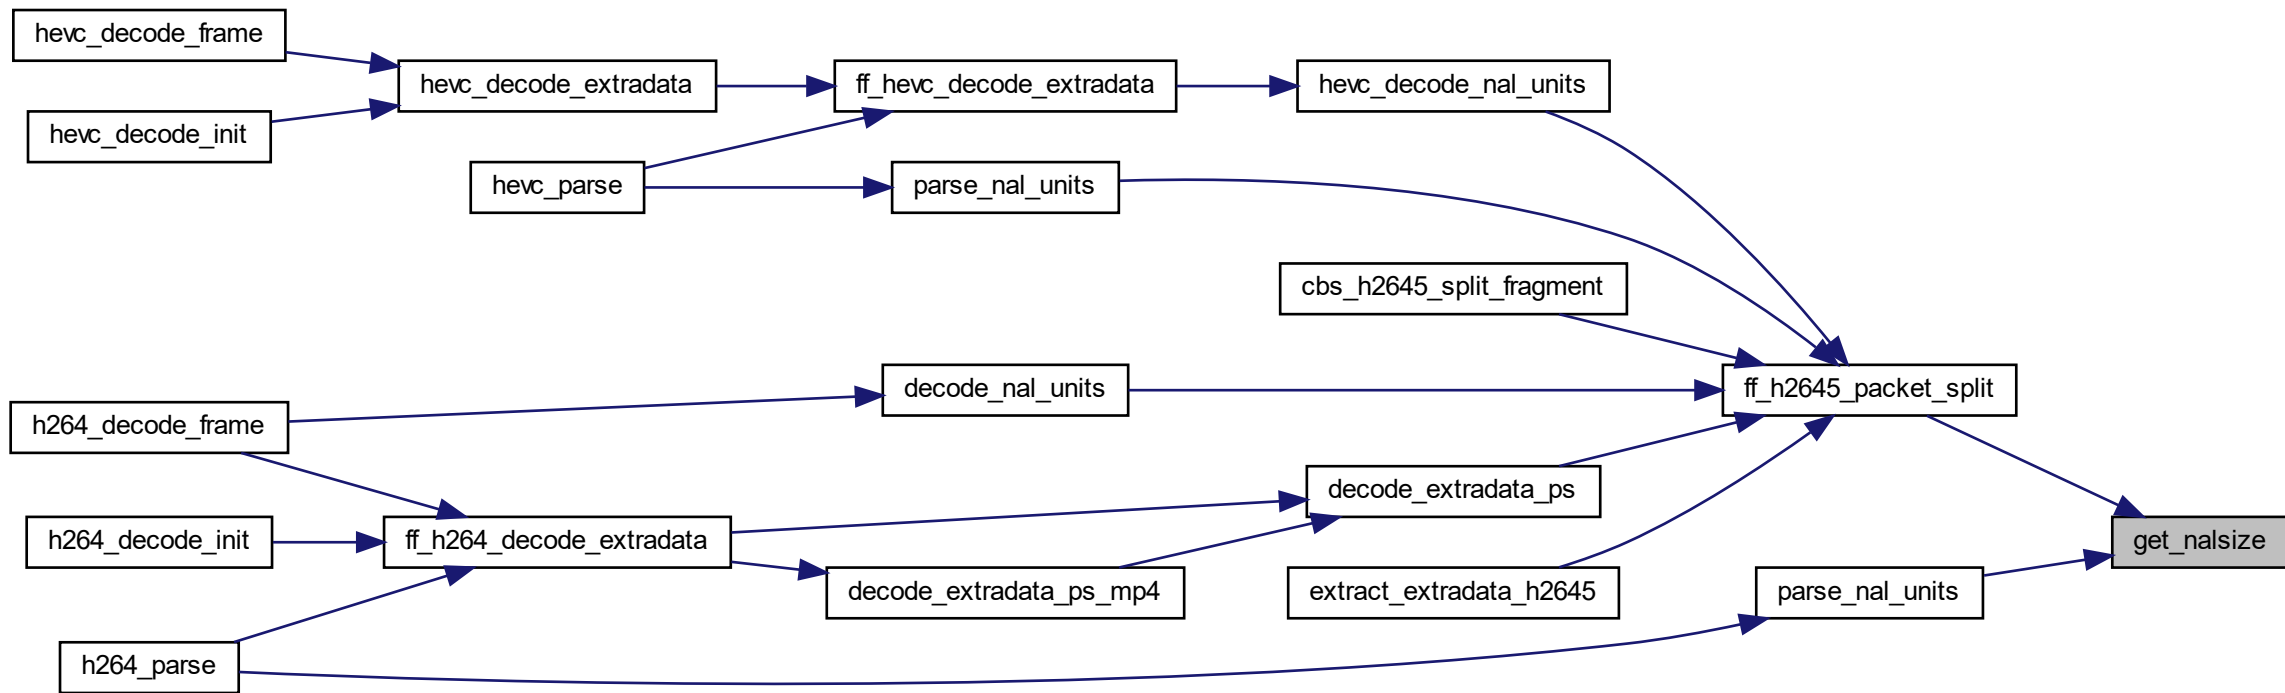 hevc_decode_frame
hevc_decode_extradata
ff_hevc_decode_extradata
hevc_decode_nal_units
hevc_decode_init
hevc_parse
parse_nal_units
cbs_h2645_split_fragment
decode_nal_units
ff_h2645_packet_split
h264_decode_frame
decode_extradata_ps
h264_decode_init
ff_h264_decode_extradata
get_nalsize
decode_extradata_ps_mp4
extract_extradata_h2645
parse_nal_units
h264_parse